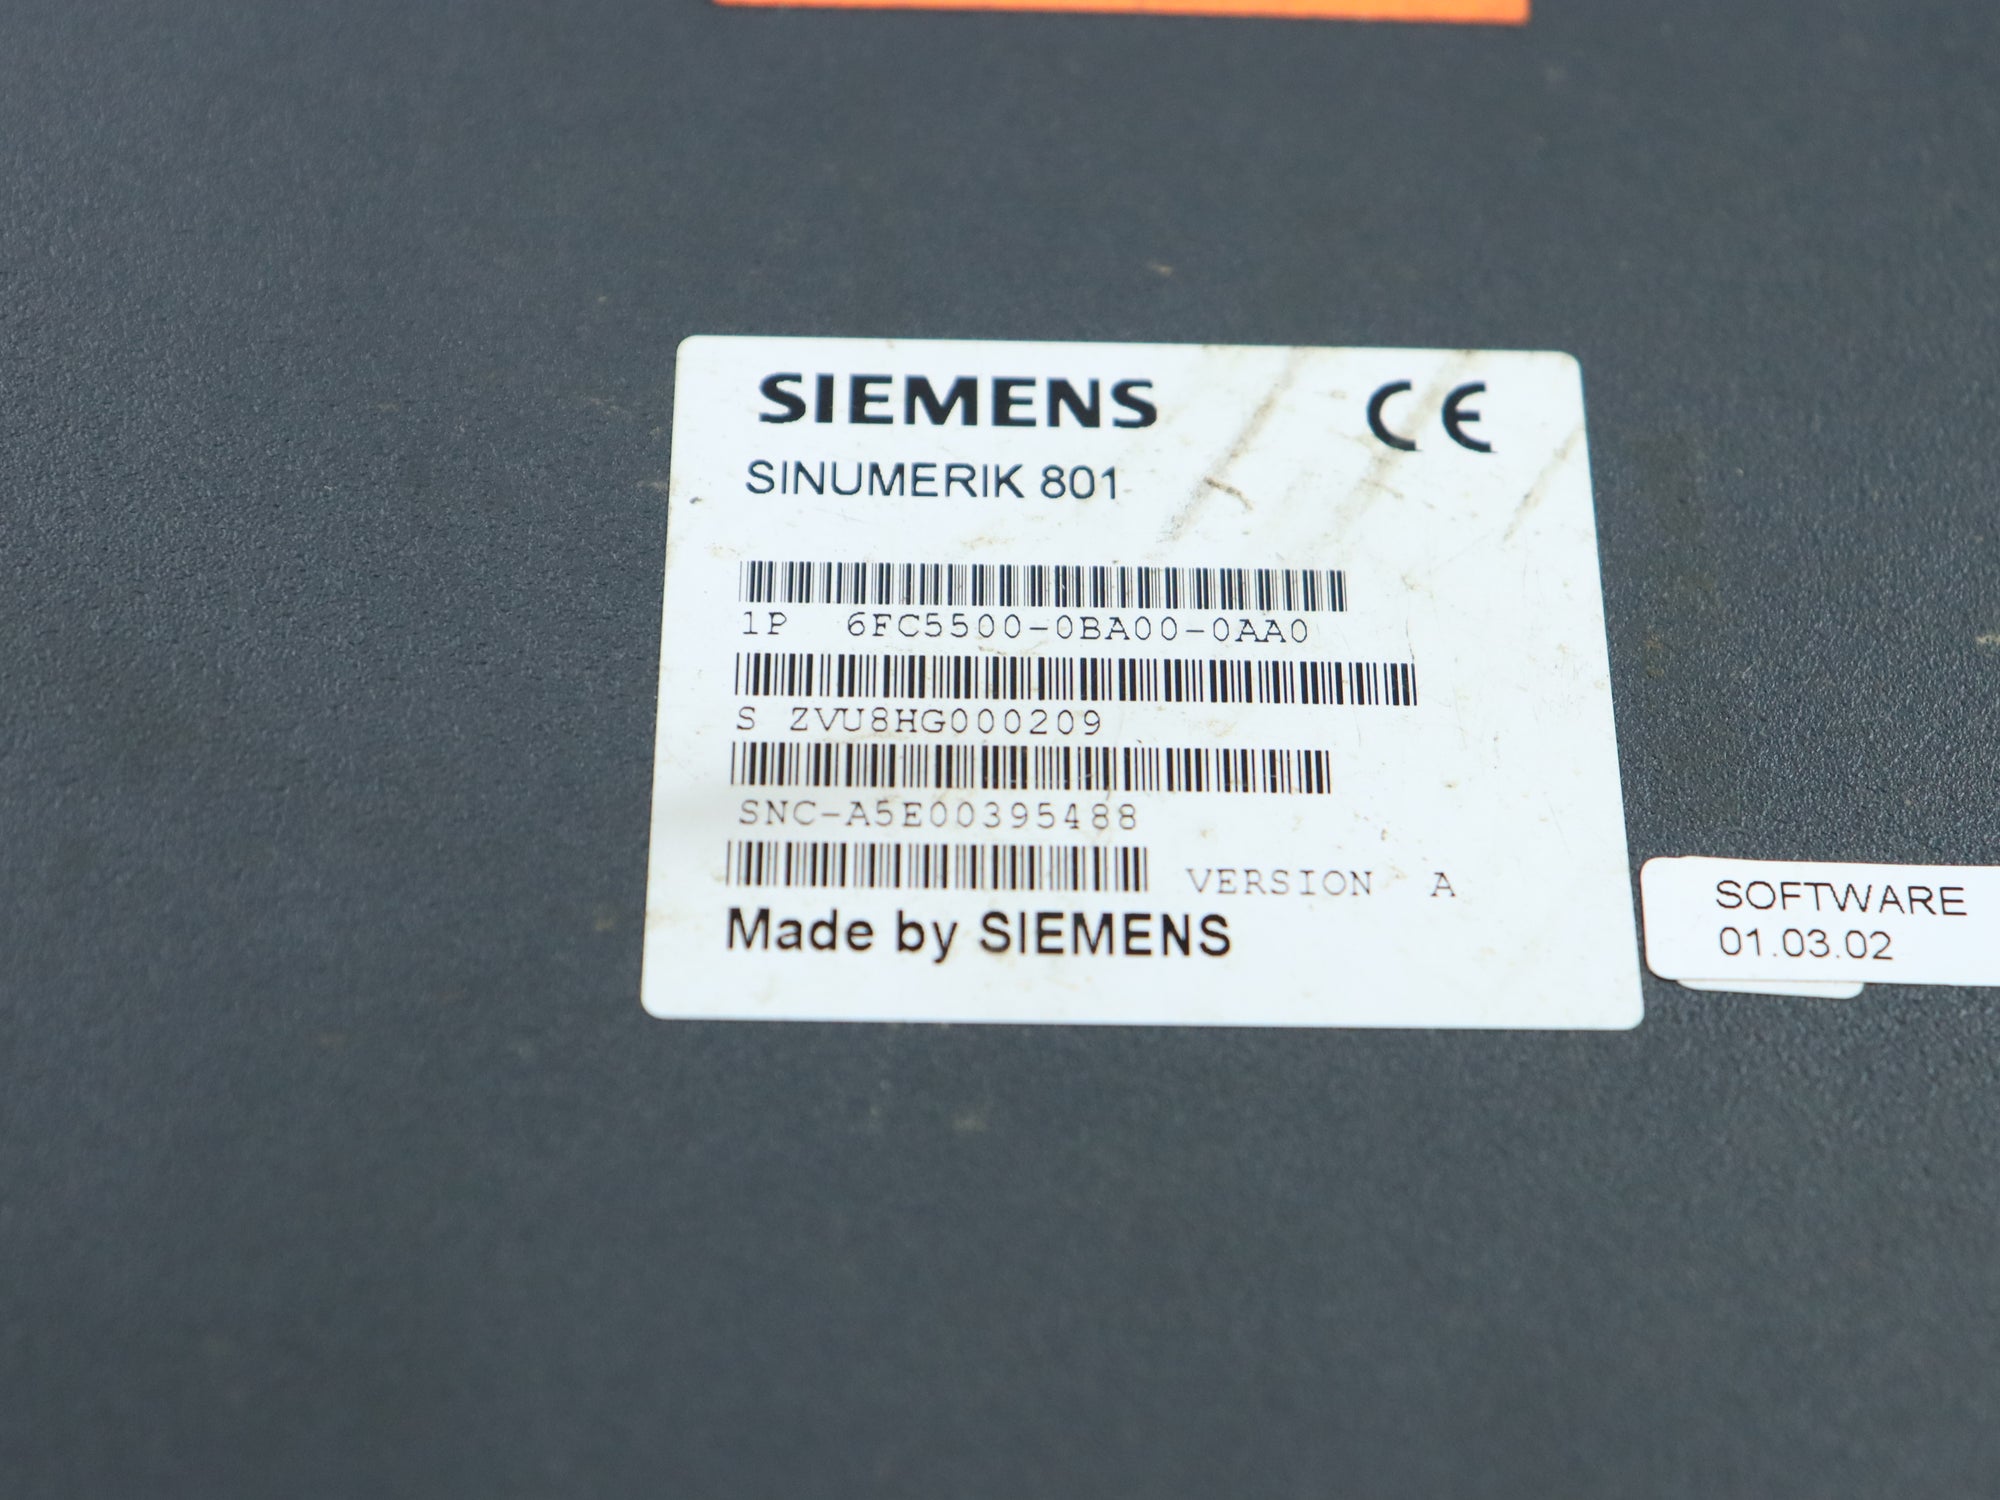 SIEMENS CE
SINUMERIK 801
1P 6FC5500-0BA00-0AA0
S ZVU8HG000209
SNC-A5E00395488
VERSION A
Made by SIEMENS
SOFTWARE
01.03.02